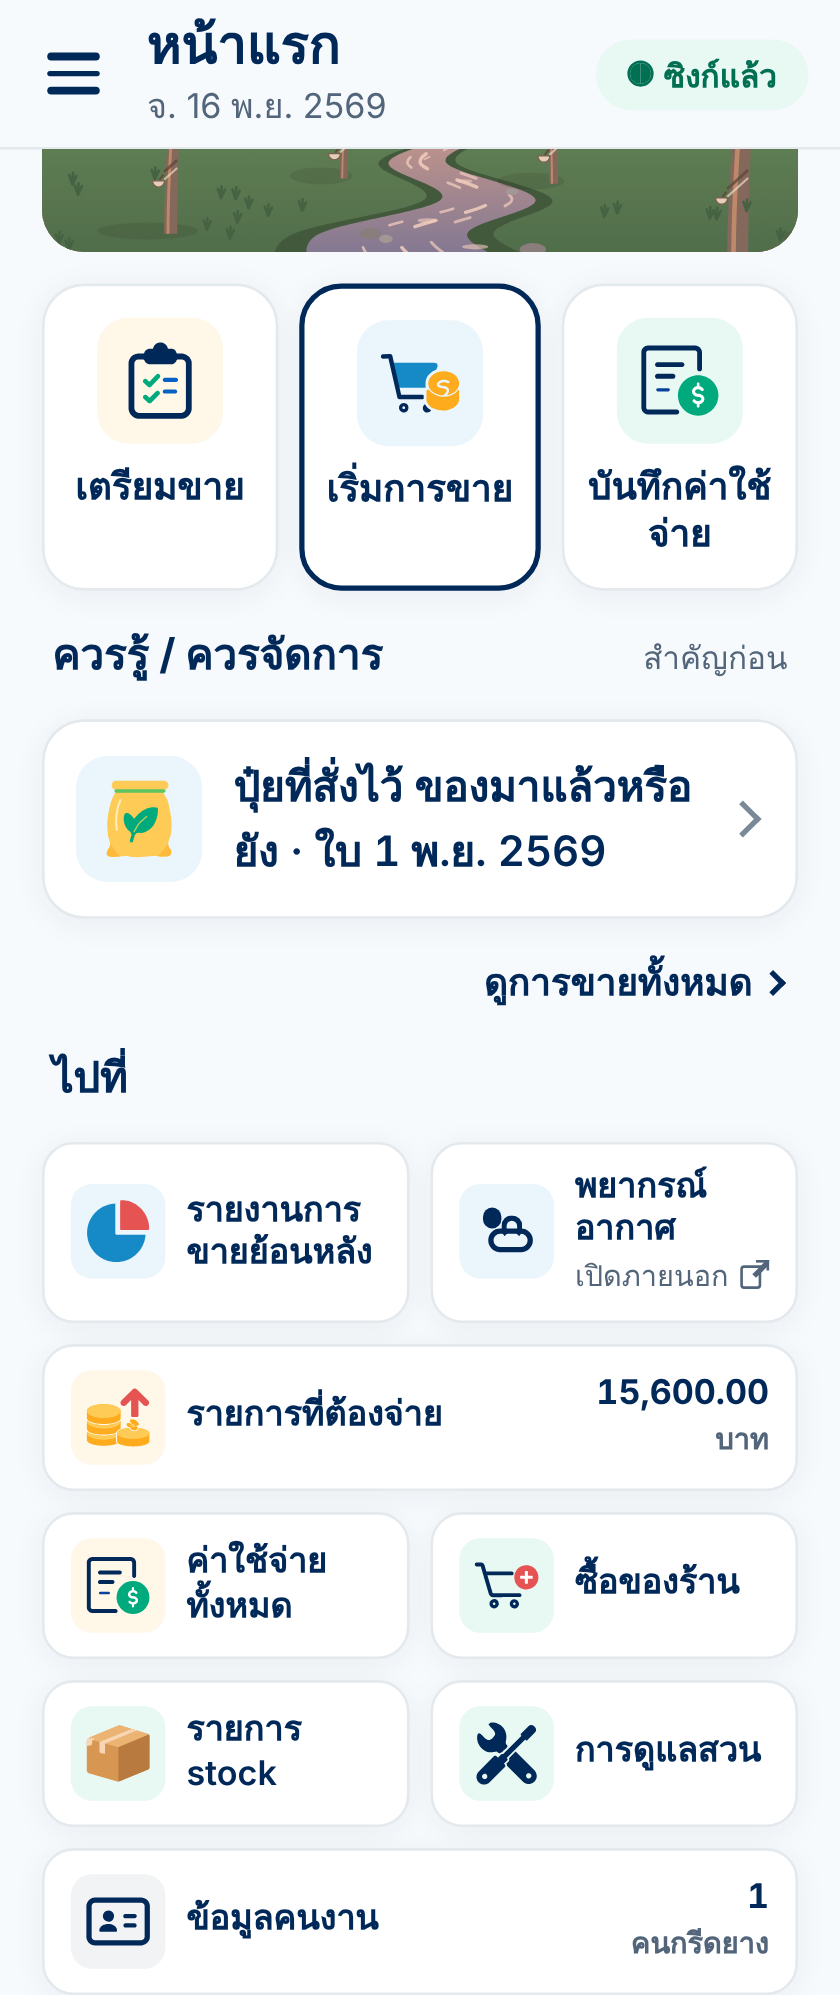 หน้าแรก
จ. 16 พ.ย. 2569
ซิงก์แล้ว
เตรียมขาย
เริ่มการขาย
บันทึกค่าใช้
จ่าย
ควรรู้ / ควรจัดการ
สำคัญก่อน
ปุ๋ยที่สั่งไว้ ของมาแล้วหรือ
ยัง · ใบ 1 พ.ย. 2569
ดูการขายทั้งหมด
ไปที่
รายงานการ
ขายย้อนหลัง
พยากรณ์
อากาศ
เปิดภายนอก
รายการที่ต้องจ่าย
15,600.00
บาท
ค่าใช้จ่าย
ทั้งหมด
ซื้อของร้าน
รายการ
stock
การดูแลสวน
ข้อมูลคนงาน
1
คนกรีดยาง